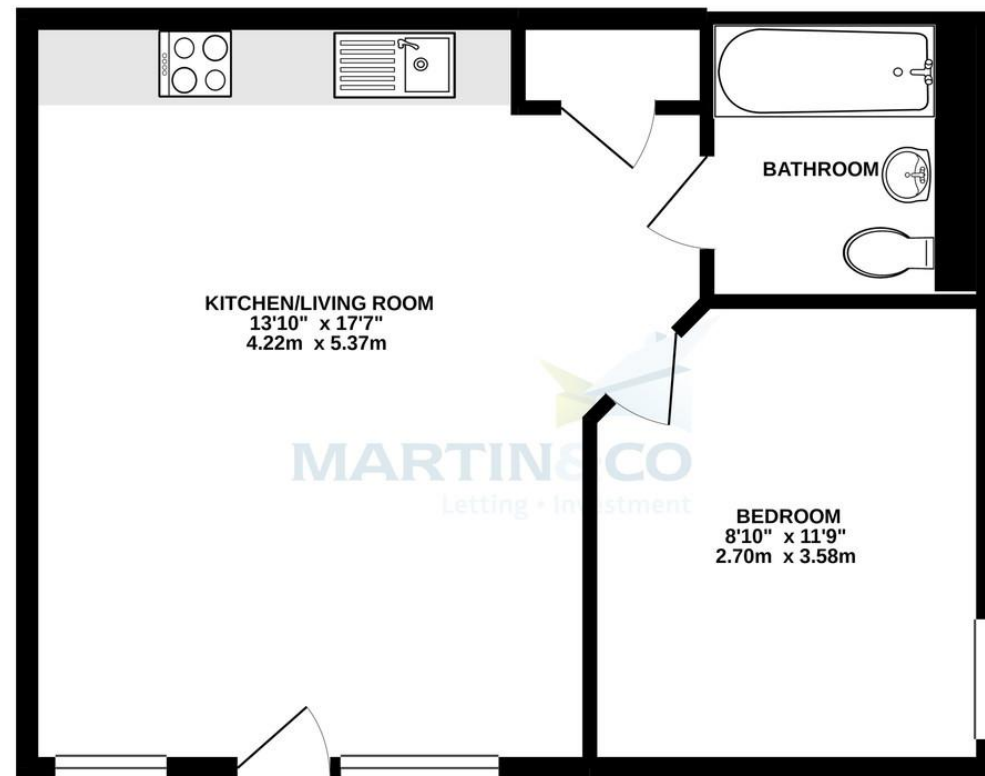 BATHROOM
KITCHEN/LIVING ROOM
13'10" x 17'7"
4.22m x 5.37m
MARTIN&CO
Letting • Investment
BEDROOM
8'10" x 11'9"
2.70m x 3.58m